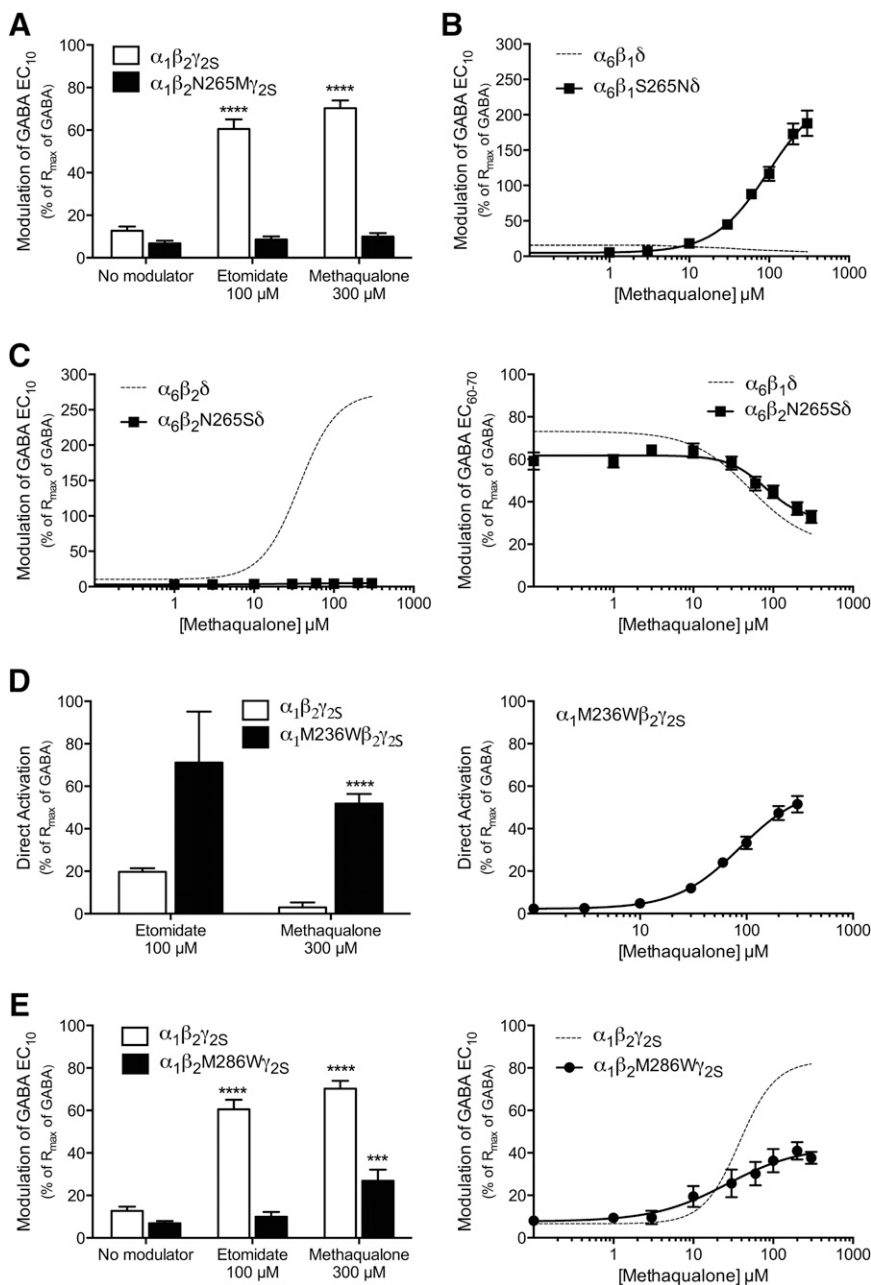 A
Modulation of GABA EC10
(% of Rmax of GABA)
100
80
60
40
20
0
α1β2γ2S
α1β2N265Mγ2S
****
****
No modulator
Etomidate
100 µM
Methaqualone
300 µM
B
Modulation of GABA EC10
(% of Rmax of GABA)
300
250
200
150
100
50
0
α6β1δ
α6β1S265Nδ
1
10
100
1000
[Methaqualone] µM
C
Modulation of GABA EC10
(% of Rmax of GABA)
300
250
200
150
100
50
0
α6β2δ
α6β2N265Sδ
1
10
100
1000
[Methaqualone] µM
Modulation of GABA EC60-70
(% of Rmax of GABA)
100
80
60
40
20
0
α6β1δ
α6β2N265Sδ
1
10
100
1000
[Methaqualone] µM
D
Direct Activation
(% of Rmax of GABA)
100
80
60
40
20
0
α1β2γ2S
α1M236Wβ2γ2S
****
Etomidate
100 µM
Methaqualone
300 µM
Direct Activation
(% of Rmax of GABA)
100
80
60
40
20
0
α1M236Wβ2γ2S
10
100
1000
[Methaqualone] µM
E
Modulation of GABA EC10
(% of Rmax of GABA)
100
80
60
40
20
0
α1β2γ2S
α1β2M286Wγ2S
****
****
***
No modulator
Etomidate
100 µM
Methaqualone
300 µM
Modulation of GABA EC10
(% of Rmax of GABA)
100
80
60
40
20
0
α1β2γ2S
α1β2M286Wγ2S
1
10
100
1000
[Methaqualone] µM